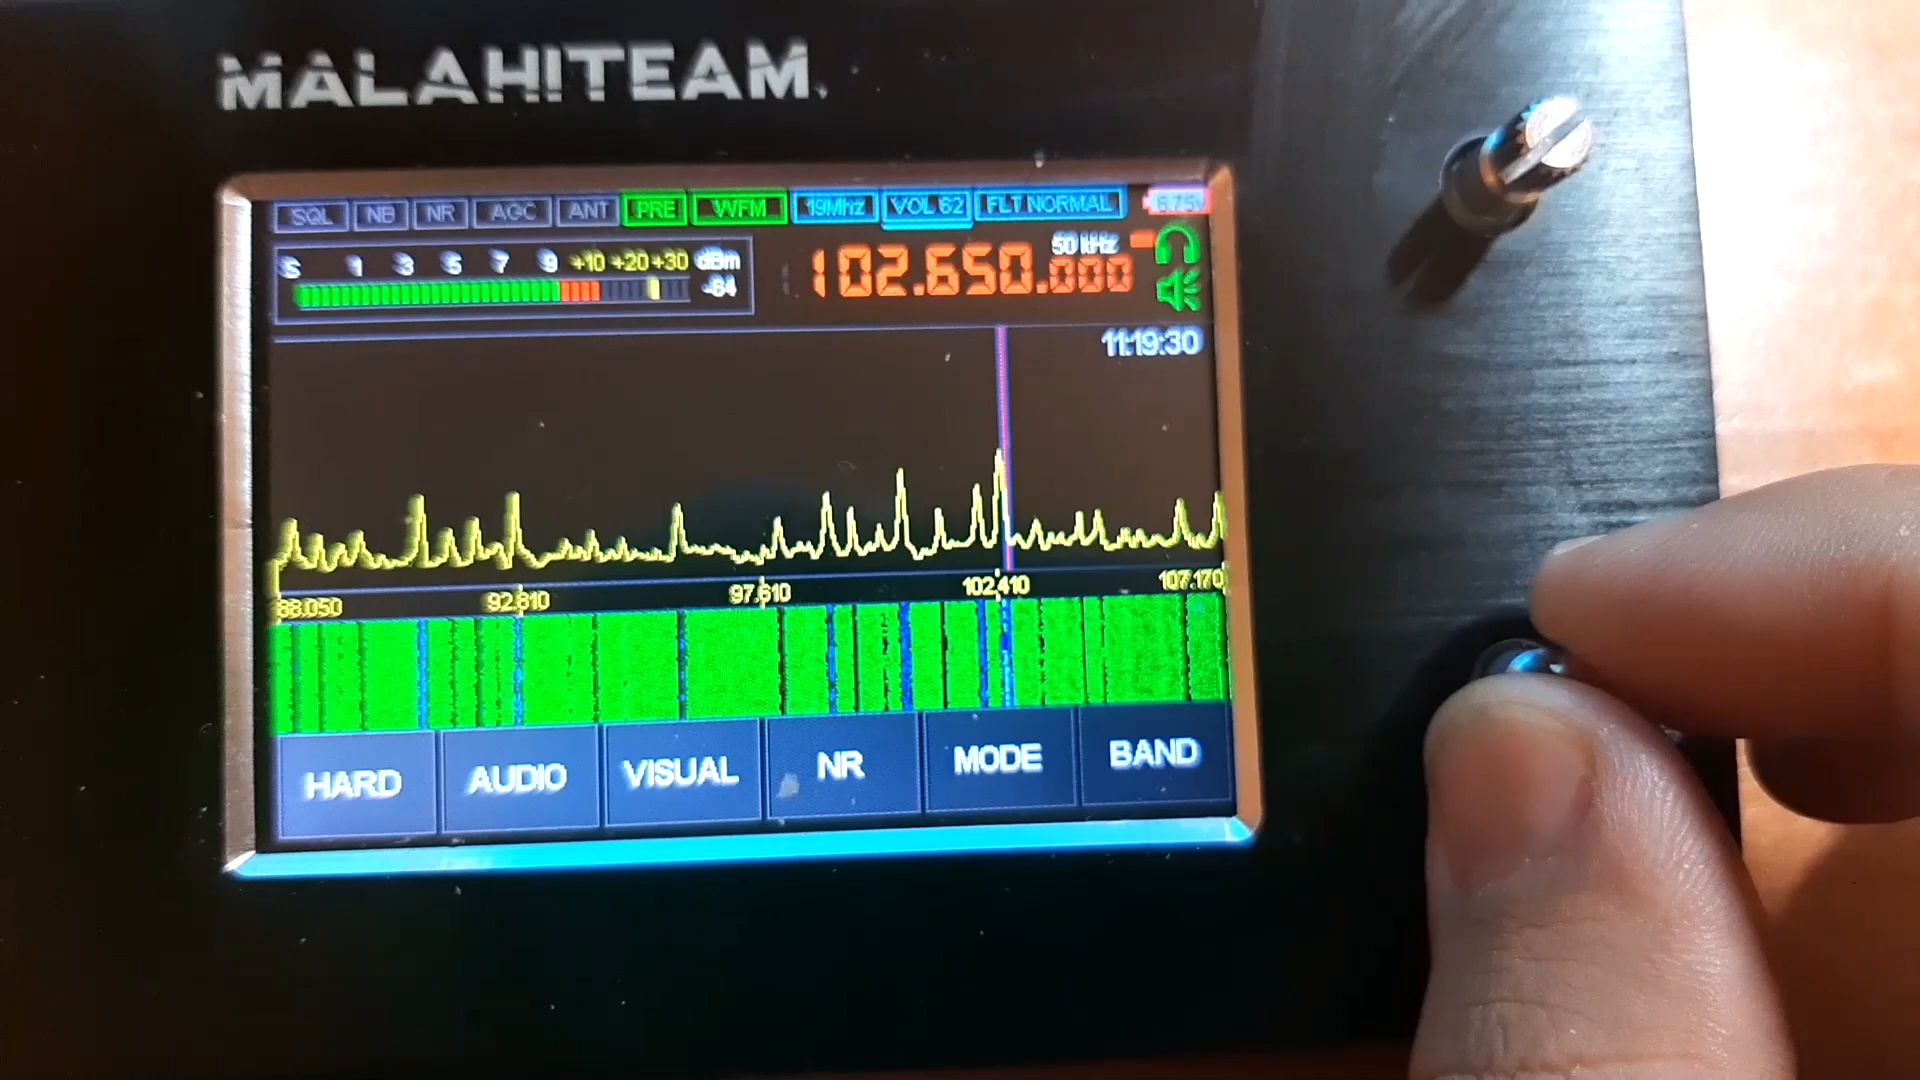 MALAHITEAM
SQL NB NR AGC ANT PRE WFM 19Mhz VOL 62 FLT NORMAL
S 1 3 5 7 9 +10 +20 +30 dBm
-64
50 kHz
102.650.000
11:19:30
88.050 92.810 97.610 102.410 107.170
HARD AUDIO VISUAL NR MODE BAND